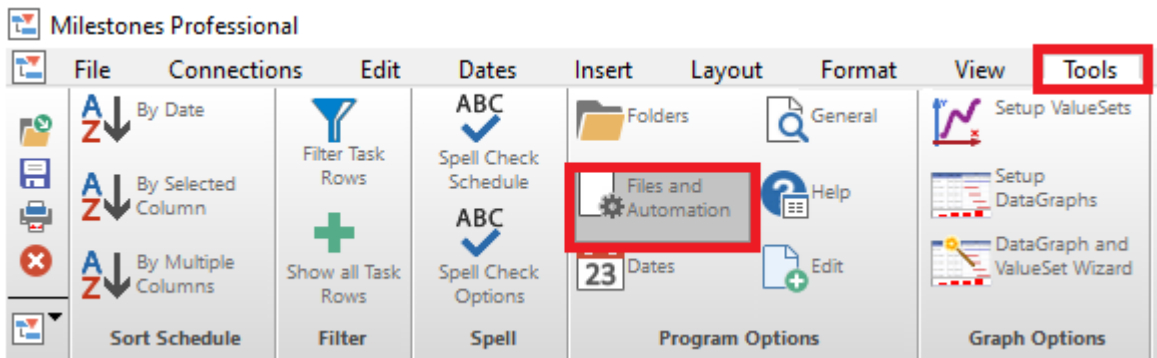 Milestones Professional
File Connections Edit Dates Insert Layout Format View Tools
A
Z
By Date
A
Z
By Selected
Column
A
Z
By Multiple
Columns
Sort Schedule
Filter Task
Rows
Show all Task
Rows
Filter
ABC
Spell Check
Schedule
ABC
Spell Check
Options
Spell
Folders
Files and
Automation
23
Dates
General
Help
Edit
Program Options
Setup ValueSets
Setup
DataGraphs
DataGraph and
ValueSet Wizard
Graph Options